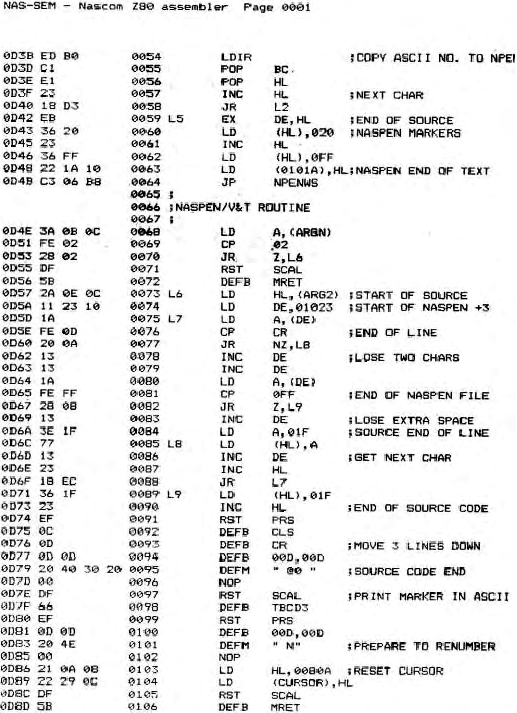 NAS-SEM - Nascom Z80 assembler Page 0001
0D3B ED B0 0054 LDIR ;COPY ASCII NO. TO NPEN
0D3D C1 0055 POP BC
0D3E E1 0056 POP HL
0D3F 23 0057 INC HL ;NEXT CHAR
0D40 18 D3 0058 JR L2
0D42 EB 0059 L5 EX DE,HL ;END OF SOURCE
0D43 36 20 0060 LD (HL),020 ;NASPEN MARKERS
0D45 23 0061 INC HL
0D46 36 FF 0062 LD (HL),0FF
0D48 22 1A 10 0063 LD (0101A),HL;NASPEN END OF TEXT
0D4B C3 06 B8 0064 JP NPENWS
0065 ;
0066 ;NASPEN/V&T ROUTINE
0067 ;
0D4E 3A 0B 0C 0068 LD A,(ARGN)
0D51 FE 02 0069 CP 02
0D53 28 02 0070 JR Z,L6
0D55 DF 0071 RST SCAL
0D56 5B 0072 DEFB MRET
0D57 2A 0E 0C 0073 L6 LD HL,(ARG2) ;START OF SOURCE
0D5A 11 23 10 0074 LD DE,01023 ;START OF NASPEN +3
0D5D 1A 0075 L7 LD A,(DE)
0D5E FE 0D 0076 CP CR ;END OF LINE
0D60 20 0A 0077 JR NZ,L8
0D62 13 0078 INC DE ;LOSE TWO CHARS
0D63 13 0079 INC DE
0D64 1A 0080 LD A,(DE)
0D65 FE FF 0081 CP 0FF ;END OF NASPEN FILE
0D67 28 08 0082 JR Z,L9
0D69 13 0083 INC DE ;LOSE EXTRA SPACE
0D6A 3E 1F 0084 LD A,01F ;SOURCE END OF LINE
0D6C 77 0085 L8 LD (HL),A
0D6D 13 0086 INC DE ;GET NEXT CHAR
0D6E 23 0087 INC HL
0D6F 18 EC 0088 JR L7
0D71 36 1F 0089 L9 LD (HL),01F
0D73 23 0090 INC HL ;END OF SOURCE CODE
0D74 EF 0091 RST PRS
0D75 0C 0092 DEFB CLS
0D76 0D 0093 DEFB CR ;MOVE 3 LINES DOWN
0D77 0D 0D 0094 DEFB 00D,00D
0D79 20 40 30 20 0095 DEFM " @0 " ;SOURCE CODE END
0D7D 00 0096 NOP
0D7E DF 0097 RST SCAL ;PRINT MARKER IN ASCII
0D7F 66 0098 DEFB TBCD3
0D80 EF 0099 RST PRS
0D81 0D 0D 0100 DEFB 00D,00D
0D83 20 4E 0101 DEFM " N" ;PREPARE TO RENUMBER
0D85 00 0102 NOP
0D86 21 0A 08 0103 LD HL,0080A ;RESET CURSOR
0D89 22 29 0C 0104 LD (CURSOR),HL
0D8C DF 0105 RST SCAL
0D8D 5B 0106 DEFB MRET